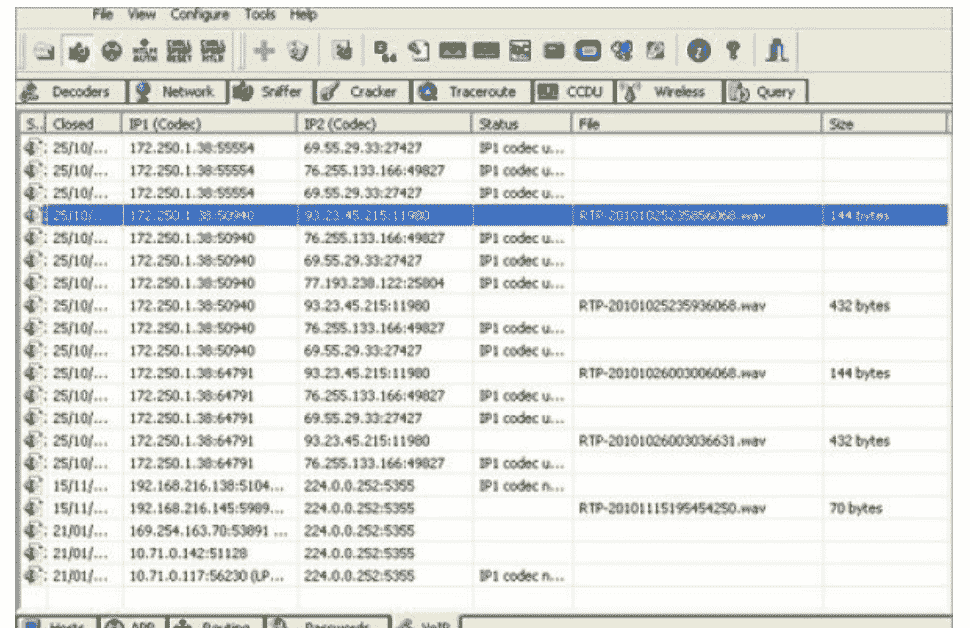 File View Configure Tools Help
Decoders Network Sniffer Cracker Traceroute CCDU Wireless Query
S... Closed IP1 (Codec) IP2 (Codec) Status File Size
25/10/... 172.250.1.38:55554 69.55.29.33:27427 IP1 codec u...
25/10/... 172.250.1.38:55554 76.255.133.166:49827 IP1 codec u...
25/10/... 172.250.1.38:55554 69.55.29.33:27427 IP1 codec u...
25/10/... 172.250.1.38:50940 93.23.45.215:11980 RTP-20101025235856068.wav 144 bytes
25/10/... 172.250.1.38:50940 76.255.133.166:49827 IP1 codec u...
25/10/... 172.250.1.38:50940 69.55.29.33:27427 IP1 codec u...
25/10/... 172.250.1.38:50940 77.193.238.122:25804 IP1 codec u...
25/10/... 172.250.1.38:50940 93.23.45.215:11980 RTP-20101025235936068.wav 432 bytes
25/10/... 172.250.1.38:50940 76.255.133.166:49827 IP1 codec u...
25/10/... 172.250.1.38:50940 69.55.29.33:27427 IP1 codec u...
25/10/... 172.250.1.38:64791 93.23.45.215:11980 RTP-20101026003006068.wav 144 bytes
25/10/... 172.250.1.38:64791 76.255.133.166:49827 IP1 codec u...
25/10/... 172.250.1.38:64791 69.55.29.33:27427 IP1 codec u...
25/10/... 172.250.1.38:64791 93.23.45.215:11980 RTP-20101026003036631.wav 432 bytes
25/10/... 172.250.1.38:64791 76.255.133.166:49827 IP1 codec u...
15/11/... 192.168.216.138:5104... 224.0.0.252:5355 IP1 codec n...
15/11/... 192.168.216.145:5989... 224.0.0.252:5355 RTP-20101115195454250.wav 70 bytes
21/01/... 169.254.163.70:53891 ... 224.0.0.252:5355
21/01/... 10.71.0.142:51128 224.0.0.252:5355
21/01/... 10.71.0.117:56230 (LP... 224.0.0.252:5355 IP1 codec n...
Hosts APR Routing Passwords VoIP